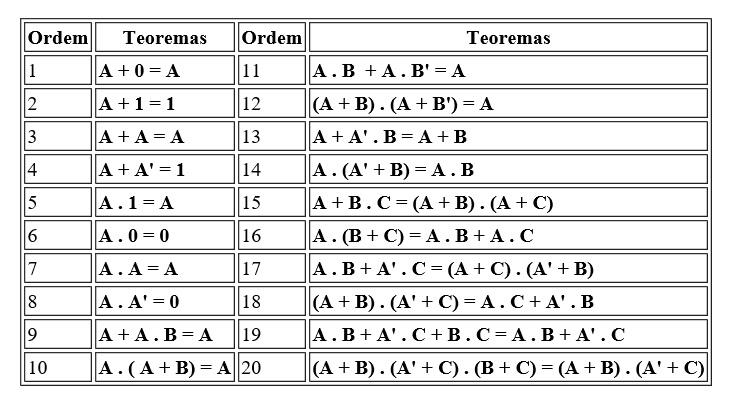 Ordem Teoremas Ordem Teoremas
1 A + 0 = A 11 A . B + A . B' = A
2 A + 1 = 1 12 (A + B) . (A + B') = A
3 A + A = A 13 A + A' . B = A + B
4 A + A' = 1 14 A . (A' + B) = A . B
5 A . 1 = A 15 A + B . C = (A + B) . (A + C)
6 A . 0 = 0 16 A . (B + C) = A . B + A . C
7 A . A = A 17 A . B + A' . C = (A + C) . (A' + B)
8 A . A' = 0 18 (A + B) . (A' + C) = A . C + A' . B
9 A + A . B = A 19 A . B + A' . C + B . C = A . B + A' . C
10 A . ( A + B) = A 20 (A + B) . (A' + C) . (B + C) = (A + B) . (A' + C)